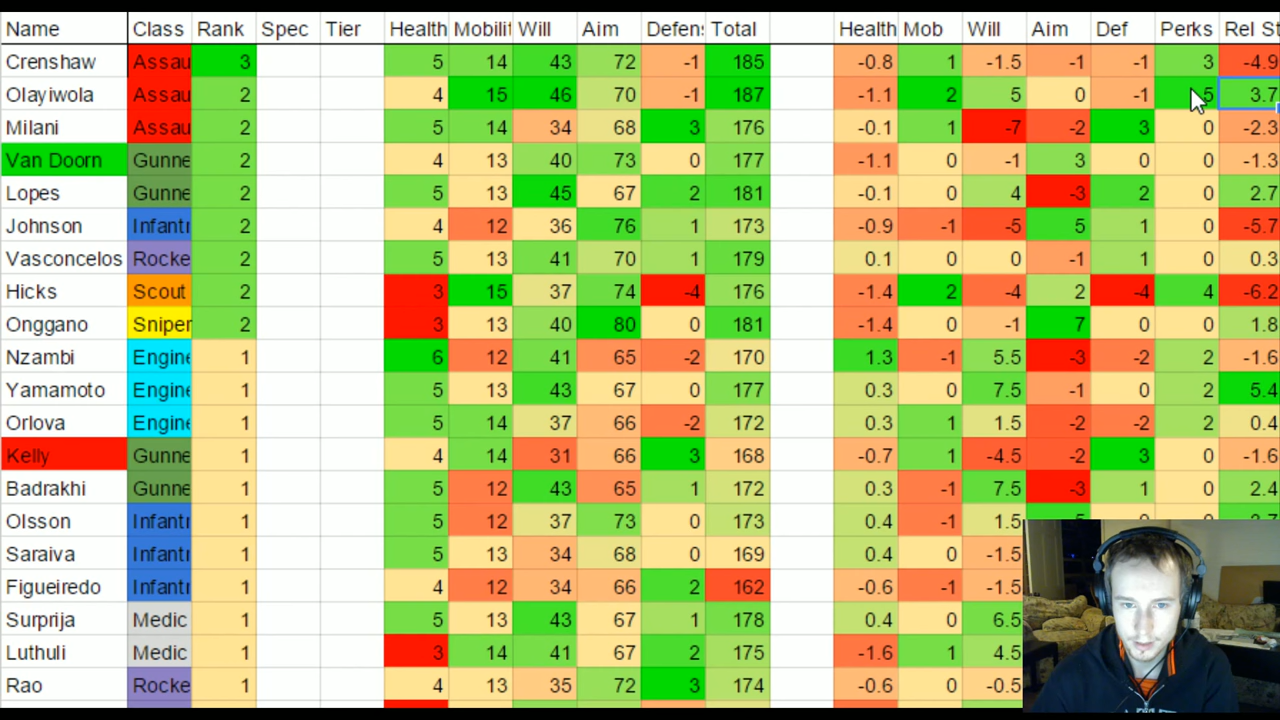 Name Class Rank Spec Tier Health Mobilit Will Aim Defens Total Health Mob Will Aim Def Perks Rel St
Crenshaw Assau 3 5 14 43 72 -1 185 -0.8 1 -1.5 -1 -1 3 -4.9
Olayiwola Assau 2 4 15 46 70 -1 187 -1.1 2 5 0 -1 5 3.7
Milani Assau 2 5 14 34 68 3 176 -0.1 1 -7 -2 3 0 -2.3
Van Doorn Gunne 2 4 13 40 73 0 177 -1.1 0 -1 3 0 0 -1.3
Lopes Gunne 2 5 13 45 67 2 181 -0.1 0 4 -3 2 0 2.7
Johnson Infantr 2 4 12 36 76 1 173 -0.9 -1 -5 5 1 0 -5.7
Vasconcelos Rocke 2 5 13 41 70 1 179 0.1 0 0 -1 1 0 0.3
Hicks Scout 2 3 15 37 74 -4 176 -1.4 2 -4 2 -4 4 -6.2
Onggano Sniper 2 3 13 40 80 0 181 -1.4 0 -1 7 0 0 1.8
Nzambi Engine 1 6 12 41 65 -2 170 1.3 -1 5.5 -3 -2 2 -1.6
Yamamoto Engine 1 5 13 43 67 0 177 0.3 0 7.5 -1 0 2 5.4
Orlova Engine 1 5 14 37 66 -2 172 0.3 1 1.5 -2 -2 2 0.4
Kelly Gunne 1 4 14 31 66 3 168 -0.7 1 -4.5 -2 3 0 -1.6
Badrakhi Gunne 1 5 12 43 65 1 172 0.3 -1 7.5 -3 1 0 2.4
Olsson Infantr 1 5 12 37 73 0 173 0.4 -1 1.5
Saraiva Infantr 1 5 13 34 68 0 169 0.4 0 -1.5
Figueiredo Infantr 1 4 12 34 66 2 162 -0.6 -1 -1.5
Surprija Medic 1 5 13 43 67 1 178 0.4 0 6.5
Luthuli Medic 1 3 14 41 67 2 175 -1.6 1 4.5
Rao Rocke 1 4 13 35 72 3 174 -0.6 0 -0.5